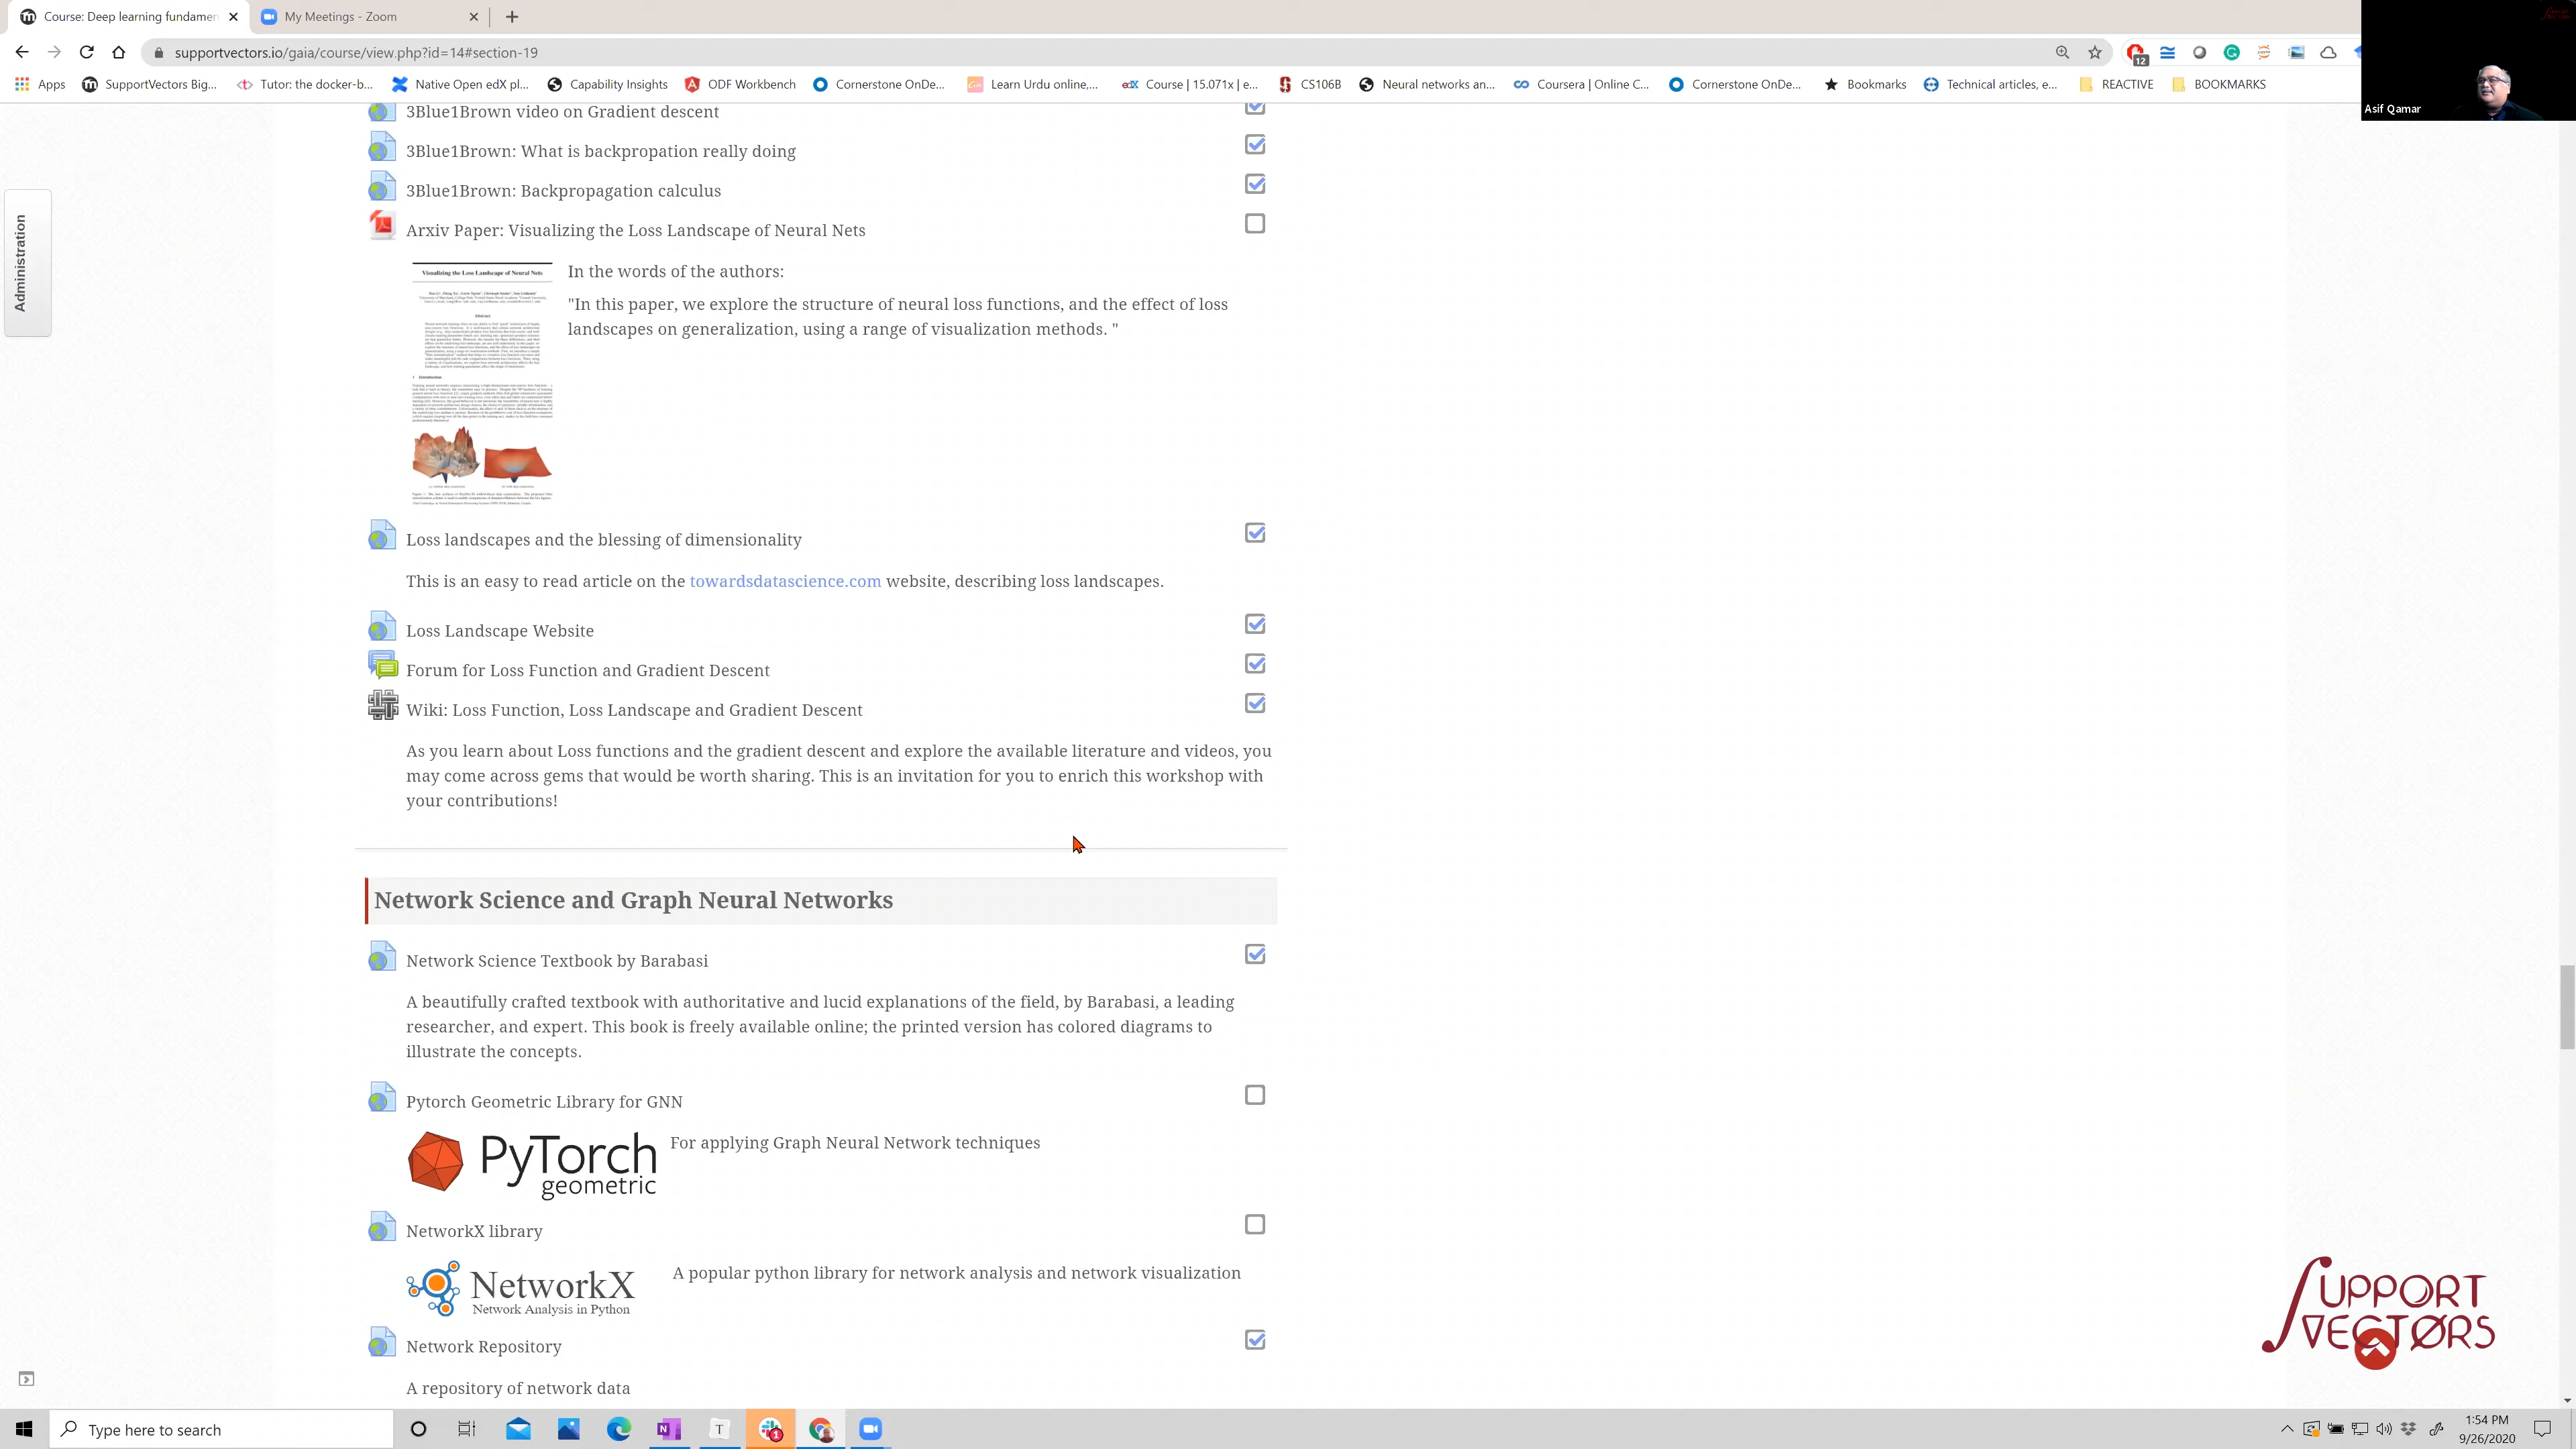 Course: Deep learning fundamen
My Meetings - Zoom
supportvectors.io/gaia/course/view.php?id=14#section-19
12
Apps
SupportVectors Big...
Tutor: the docker-b...
Native Open edX pl...
Capability Insights
ODF Workbench
Cornerstone OnDe...
Learn Urdu online,...
edX
Course | 15.071x | e...
CS106B
Neural networks an...
Coursera | Online C...
Cornerstone OnDe...
Bookmarks
Technical articles, e...
REACTIVE
BOOKMARKS
Asif Qamar
Administration
3Blue1Brown video on Gradient descent
3Blue1Brown: What is backpropation really doing
3Blue1Brown: Backpropagation calculus
Arxiv Paper: Visualizing the Loss Landscape of Neural Nets
Visualizing the Loss Landscape of Neural Nets
Abstract
In the words of the authors:
"In this paper, we explore the structure of neural loss functions, and the effect of loss
landscapes on generalization, using a range of visualization methods. "
Loss landscapes and the blessing of dimensionality
This is an easy to read article on the towardsdatascience.com website, describing loss landscapes.
Loss Landscape Website
Forum for Loss Function and Gradient Descent
Wiki: Loss Function, Loss Landscape and Gradient Descent
As you learn about Loss functions and the gradient descent and explore the available literature and videos, you
may come across gems that would be worth sharing. This is an invitation for you to enrich this workshop with
your contributions!
Network Science and Graph Neural Networks
Network Science Textbook by Barabasi
A beautifully crafted textbook with authoritative and lucid explanations of the field, by Barabasi, a leading
researcher, and expert. This book is freely available online; the printed version has colored diagrams to
illustrate the concepts.
Pytorch Geometric Library for GNN
PyTorch
geometric
For applying Graph Neural Network techniques
NetworkX library
NetworkX
Network Analysis in Python
A popular python library for network analysis and network visualization
Network Repository
A repository of network data
SUPPORT
VECTORS
Type here to search
T
1
1:54 PM
9/26/2020